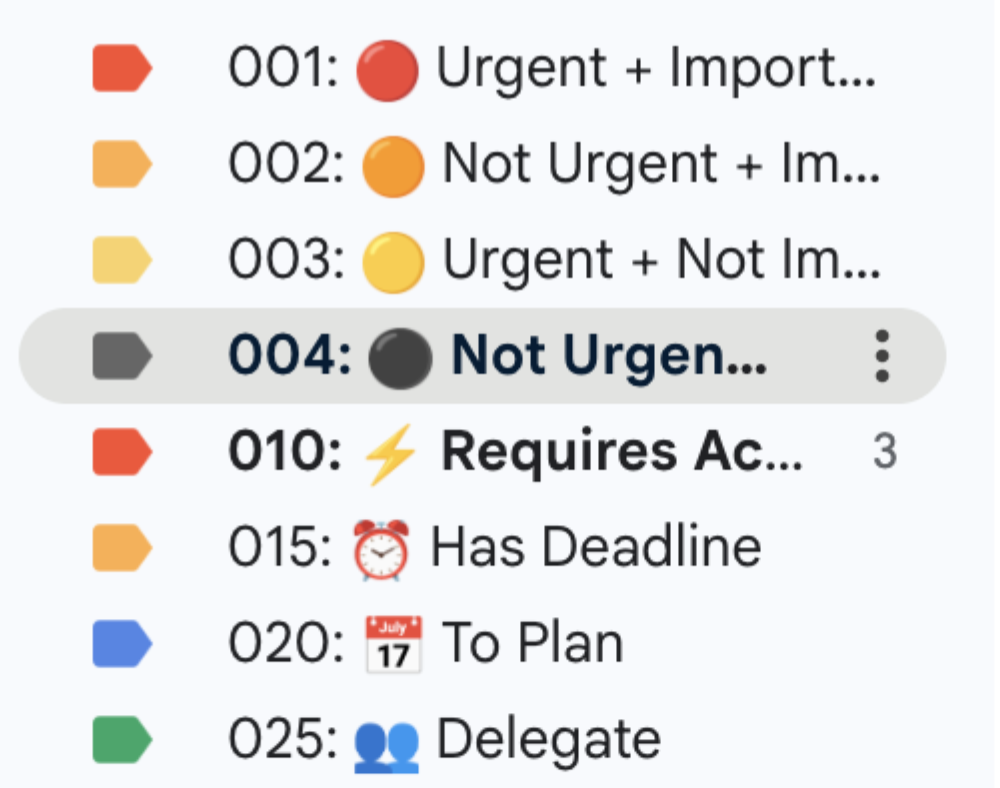 001: 🔴 Urgent + Import...
002: 🟠 Not Urgent + Im...
003: 🟡 Urgent + Not Im...
004: ⚫ Not Urgen...
010: ⚡ Requires Ac... 3
015: ⏰ Has Deadline
020: 📅 To Plan
025: 👥 Delegate